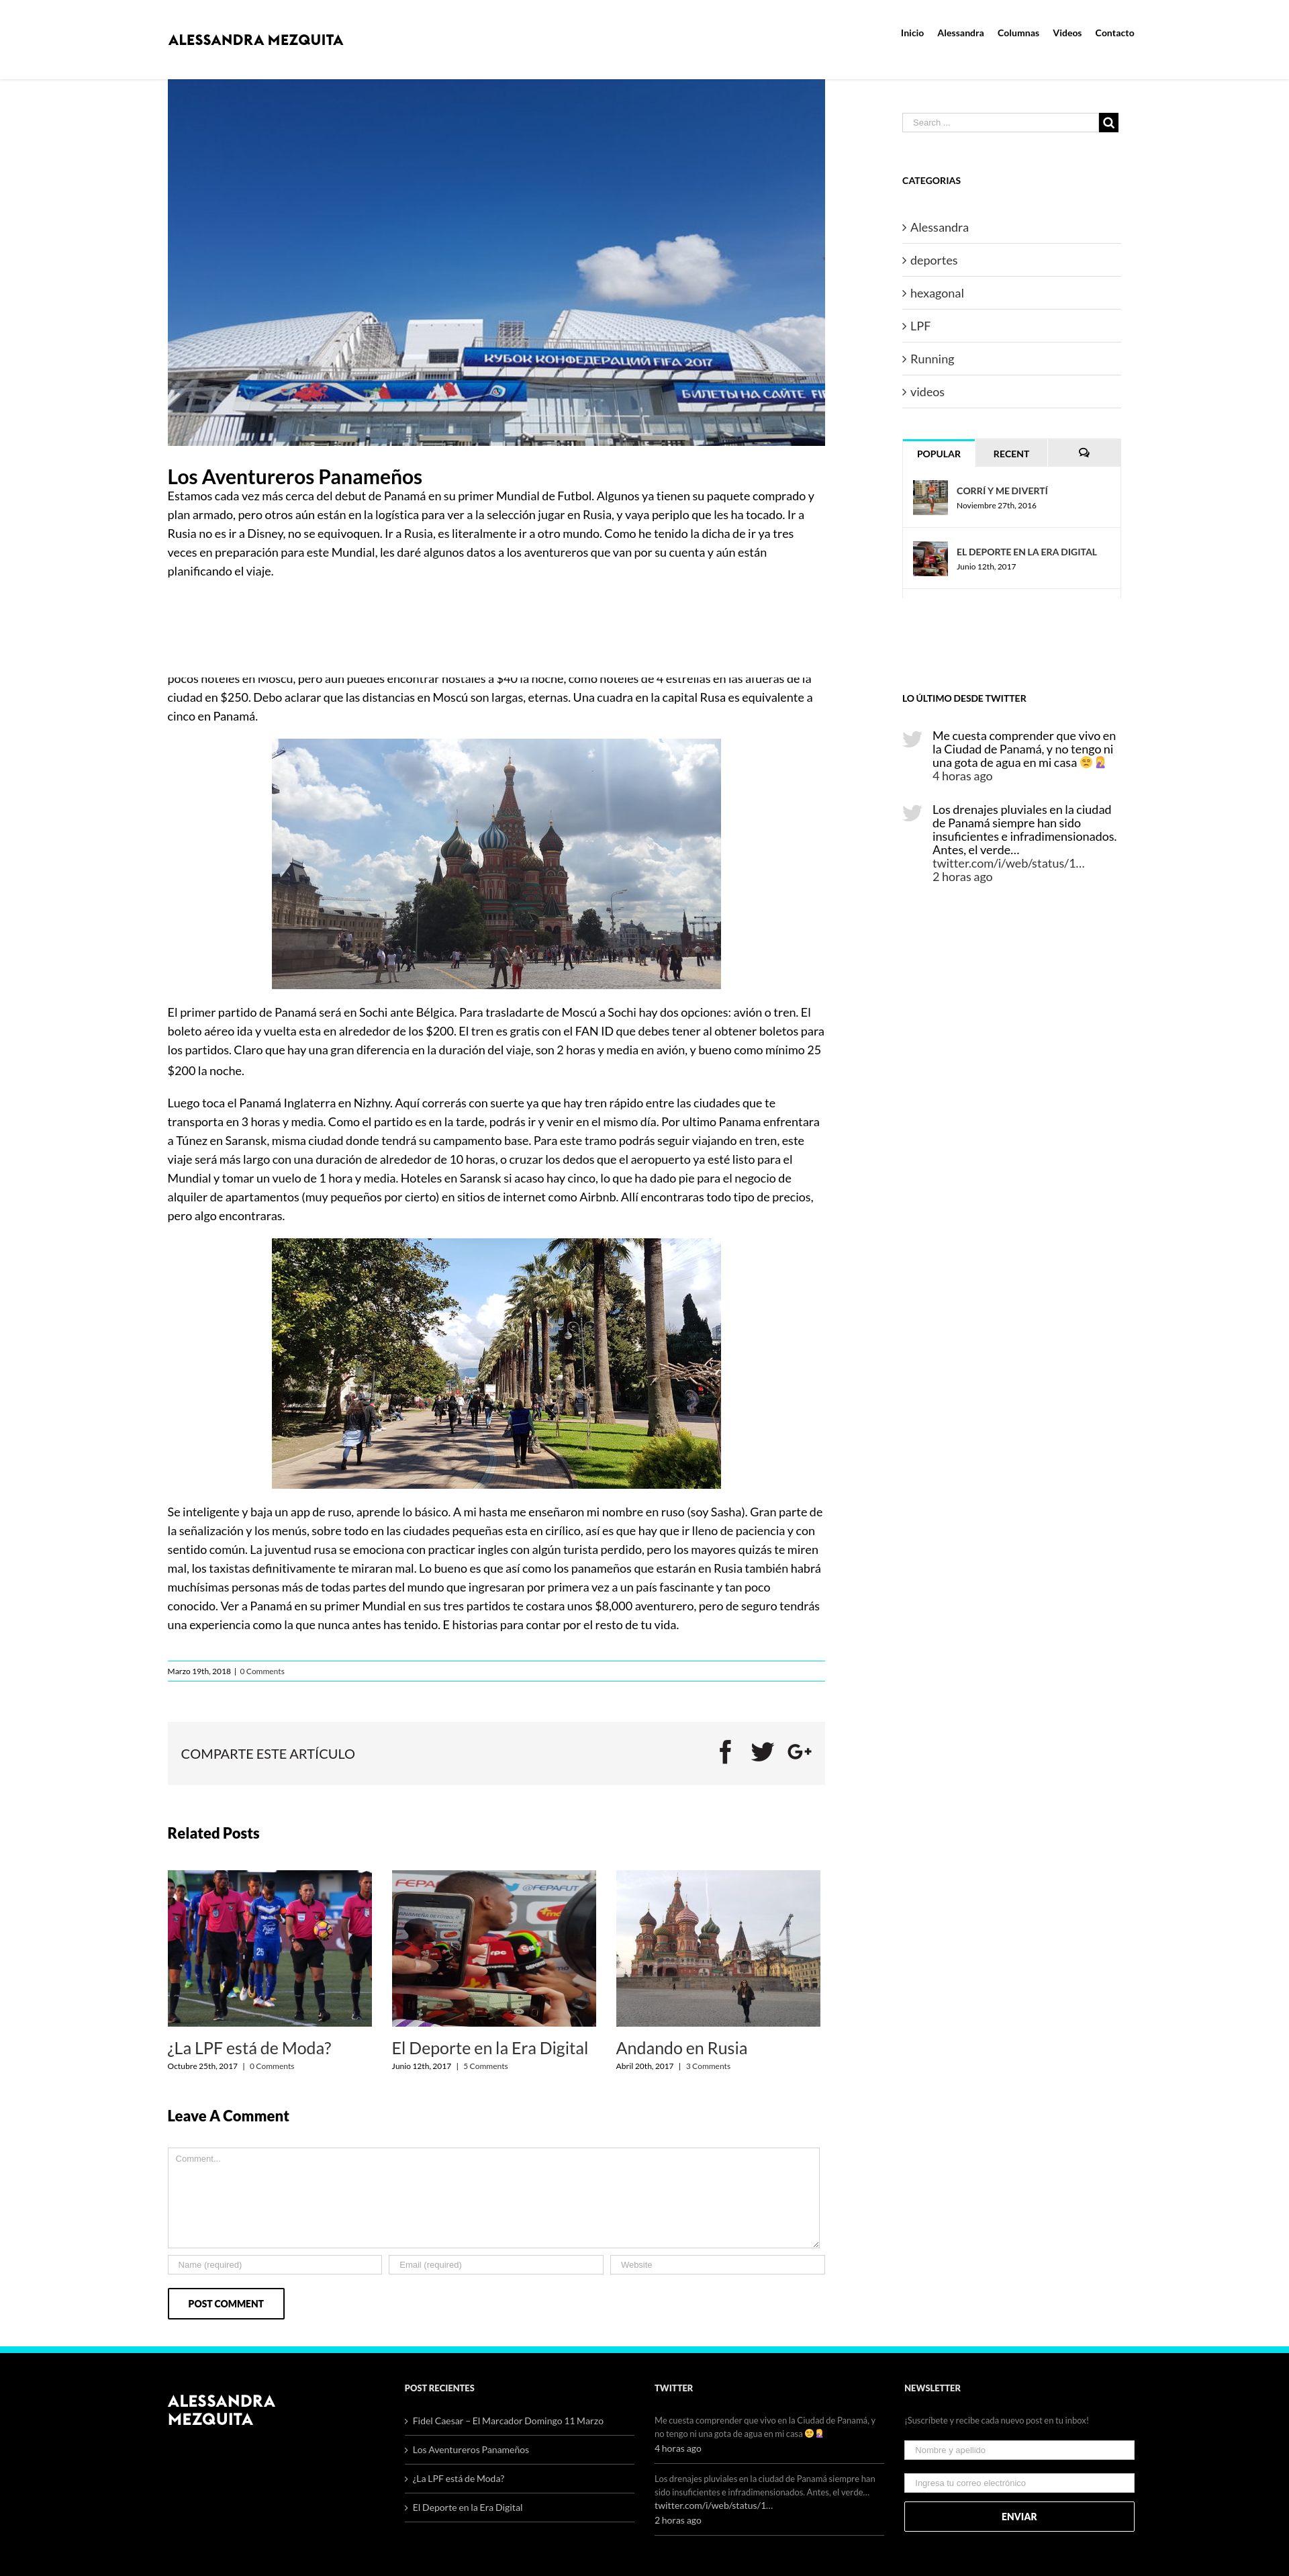 ALESSANDRA MEZQUITA
Inicio
Alessandra
Columnas
Videos
Contacto
Search ...
КУБОК КОНФЕДЕРАЦИЙ FIFA 2017
БИЛЕТЫ НА САЙТЕ FIF
Los Aventureros Panameños
Estamos cada vez más cerca del debut de Panamá en su primer Mundial de Futbol. Algunos ya tienen su paquete comprado y
plan armado, pero otros aún están en la logística para ver a la selección jugar en Rusia, y vaya periplo que les ha tocado. Ir a
Rusia no es ir a Disney, no se equivoquen. Ir a Rusia, es literalmente ir a otro mundo. Como he tenido la dicha de ir ya tres
veces en preparación para este Mundial, les daré algunos datos a los aventureros que van por su cuenta y aún están
planificando el viaje.
pocos hoteles en Moscú, pero aún puedes encontrar hostales a $40 la noche, como hoteles de 4 estrellas en las afueras de la
ciudad en $250. Debo aclarar que las distancias en Moscú son largas, eternas. Una cuadra en la capital Rusa es equivalente a
cinco en Panamá.
El primer partido de Panamá será en Sochi ante Bélgica. Para trasladarte de Moscú a Sochi hay dos opciones: avión o tren. El
boleto aéreo ida y vuelta esta en alrededor de los $200. El tren es gratis con el FAN ID que debes tener al obtener boletos para
los partidos. Claro que hay una gran diferencia en la duración del viaje, son 2 horas y media en avión, y bueno como mínimo 25
$200 la noche.
Luego toca el Panamá Inglaterra en Nizhny. Aquí correrás con suerte ya que hay tren rápido entre las ciudades que te
transporta en 3 horas y media. Como el partido es en la tarde, podrás ir y venir en el mismo día. Por ultimo Panama enfrentara
a Túnez en Saransk, misma ciudad donde tendrá su campamento base. Para este tramo podrás seguir viajando en tren, este
viaje será más largo con una duración de alrededor de 10 horas, o cruzar los dedos que el aeropuerto ya esté listo para el
Mundial y tomar un vuelo de 1 hora y media. Hoteles en Saransk si acaso hay cinco, lo que ha dado pie para el negocio de
alquiler de apartamentos (muy pequeños por cierto) en sitios de internet como Airbnb. Allí encontraras todo tipo de precios,
pero algo encontraras.
Se inteligente y baja un app de ruso, aprende lo básico. A mi hasta me enseñaron mi nombre en ruso (soy Sasha). Gran parte de
la señalización y los menús, sobre todo en las ciudades pequeñas esta en cirílico, así es que hay que ir lleno de paciencia y con
sentido común. La juventud rusa se emociona con practicar ingles con algún turista perdido, pero los mayores quizás te miren
mal, los taxistas definitivamente te miraran mal. Lo bueno es que así como los panameños que estarán en Rusia también habrá
muchísimas personas más de todas partes del mundo que ingresaran por primera vez a un país fascinante y tan poco
conocido. Ver a Panamá en su primer Mundial en sus tres partidos te costara unos $8,000 aventurero, pero de seguro tendrás
una experiencia como la que nunca antes has tenido. E historias para contar por el resto de tu vida.
Marzo 19th, 2018 | 0 Comments
COMPARTE ESTE ARTÍCULO
Related Posts
FEPAFUT
@FEPAFUT
rpc
25
¿La LPF está de Moda?
Octubre 25th, 2017 | 0 Comments
El Deporte en la Era Digital
Junio 12th, 2017 | 5 Comments
Andando en Rusia
Abril 20th, 2017 | 3 Comments
Leave A Comment
Comment...
Name (required)
Email (required)
Website
POST COMMENT
CATEGORIAS
Alessandra
deportes
hexagonal
LPF
Running
videos
POPULAR
RECENT
CORRÍ Y ME DIVERTÍ
Noviembre 27th, 2016
EL DEPORTE EN LA ERA DIGITAL
Junio 12th, 2017
LO ÚLTIMO DESDE TWITTER
Me cuesta comprender que vivo en
la Ciudad de Panamá, y no tengo ni
una gota de agua en mi casa 😵‍💫🤦🏼‍♀️
4 horas ago
Los drenajes pluviales en la ciudad
de Panamá siempre han sido
insuficientes e infradimensionados.
Antes, el verde…
twitter.com/i/web/status/1…
2 horas ago
ALESSANDRA
MEZQUITA
POST RECIENTES
Fidel Caesar – El Marcador Domingo 11 Marzo
Los Aventureros Panameños
¿La LPF está de Moda?
El Deporte en la Era Digital
TWITTER
Me cuesta comprender que vivo en la Ciudad de Panamá, y
no tengo ni una gota de agua en mi casa 😵‍💫🤦🏼‍♀️
4 horas ago
Los drenajes pluviales en la ciudad de Panamá siempre han
sido insuficientes e infradimensionados. Antes, el verde…
twitter.com/i/web/status/1…
2 horas ago
NEWSLETTER
¡Suscríbete y recibe cada nuevo post en tu inbox!
Nombre y apellido
Ingresa tu correo electrónico
ENVIAR